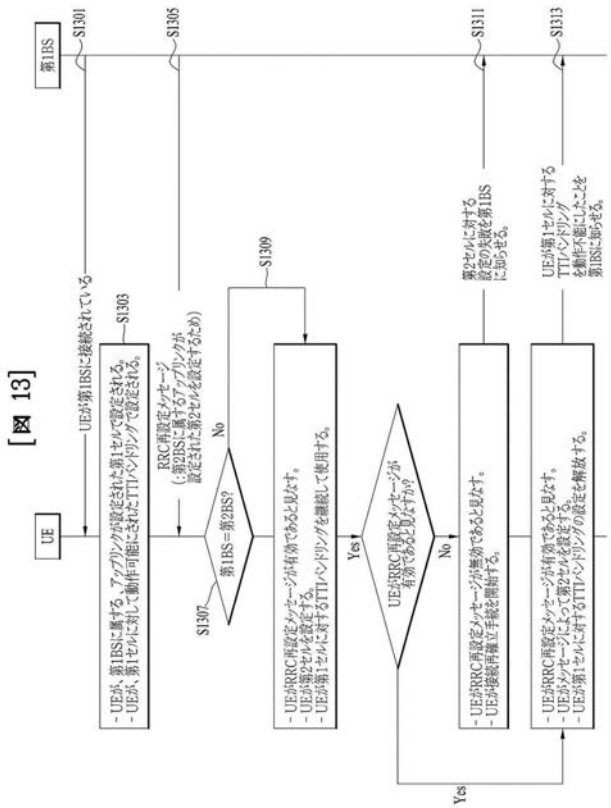 [図 13]
UE
第1BS
UEが第1BSに接続されている
S1301
S1303
- UEが、第1BSに属する、アップリンクが設定された第1セルで設定される。
- UEが、第1セルに対して動作可能にされたTTIバンドリングで設定される。
RRC再設定メッセージ
(:第2BSに属するアップリンクが
設定された第2セルを設定するため)
S1305
S1307
第1BS＝第2BS?
No
S1309
- UEがRRC再設定メッセージが有効であると見なす。
- UEが第2セルを設定する。
- UEが第1セルに対するTTIバンドリングを継続して使用する。
Yes
UEがRRC再設定メッセージが
有効であると見なすか?
No
- UEがRRC再設定メッセージが無効であると見なす。
- UEが接続再確立手続を開始する。
第2セルに対する
設定の失敗を第1BS
に知らせる。
S1311
Yes
- UEがRRC再設定メッセージが有効であると見なす。
- UEがメッセージによって第2セルを設定する。
- UEが第1セルに対するTTIバンドリングの設定を解放する。
UEが第1セルに対する
TTIバンドリング
を動作不能にしたことを
第1BSに知らせる。
S1313